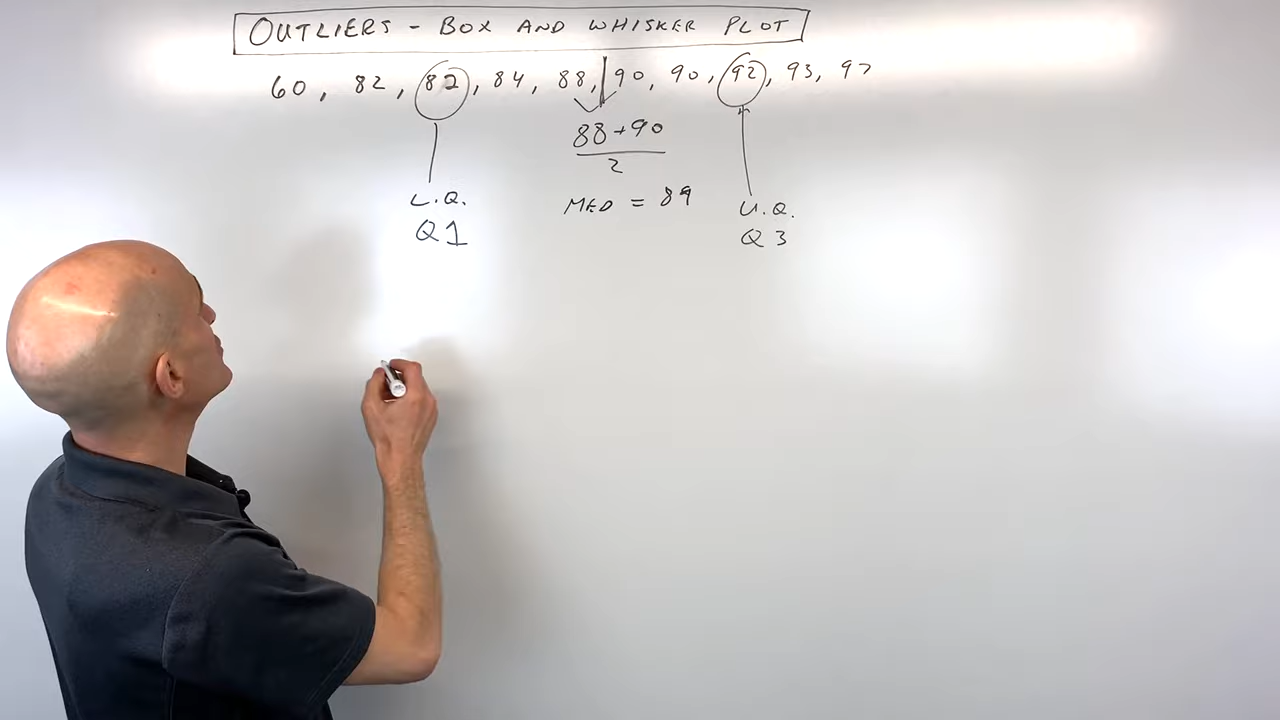 OUTLIERS - BOX AND WHISKER PLOT
60, 82, 82, 84, 88, 90, 90, 92, 93, 97
88+90
2
L.Q. MED = 89 U.Q.
Q1 Q3